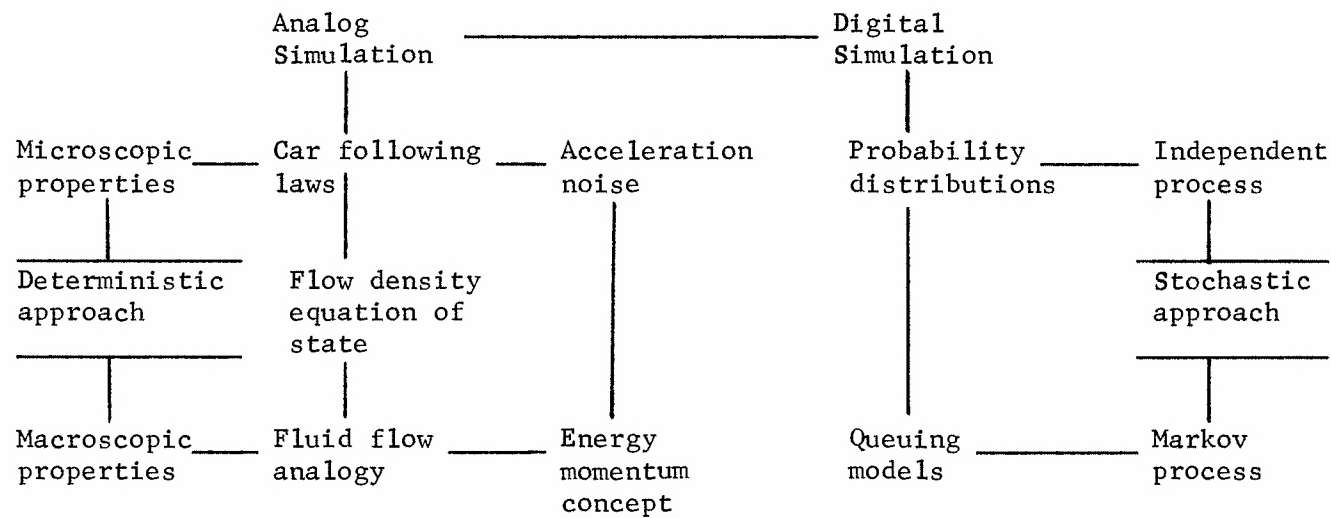 Analog
Simulation
Digital
Simulation
Microscopic
properties
Car following
laws
Acceleration
noise
Probability
distributions
Independent
process
Deterministic
approach
Flow density
equation of
state
Stochastic
approach
Macroscopic
properties
Fluid flow
analogy
Energy
momentum
concept
Queuing
models
Markov
process